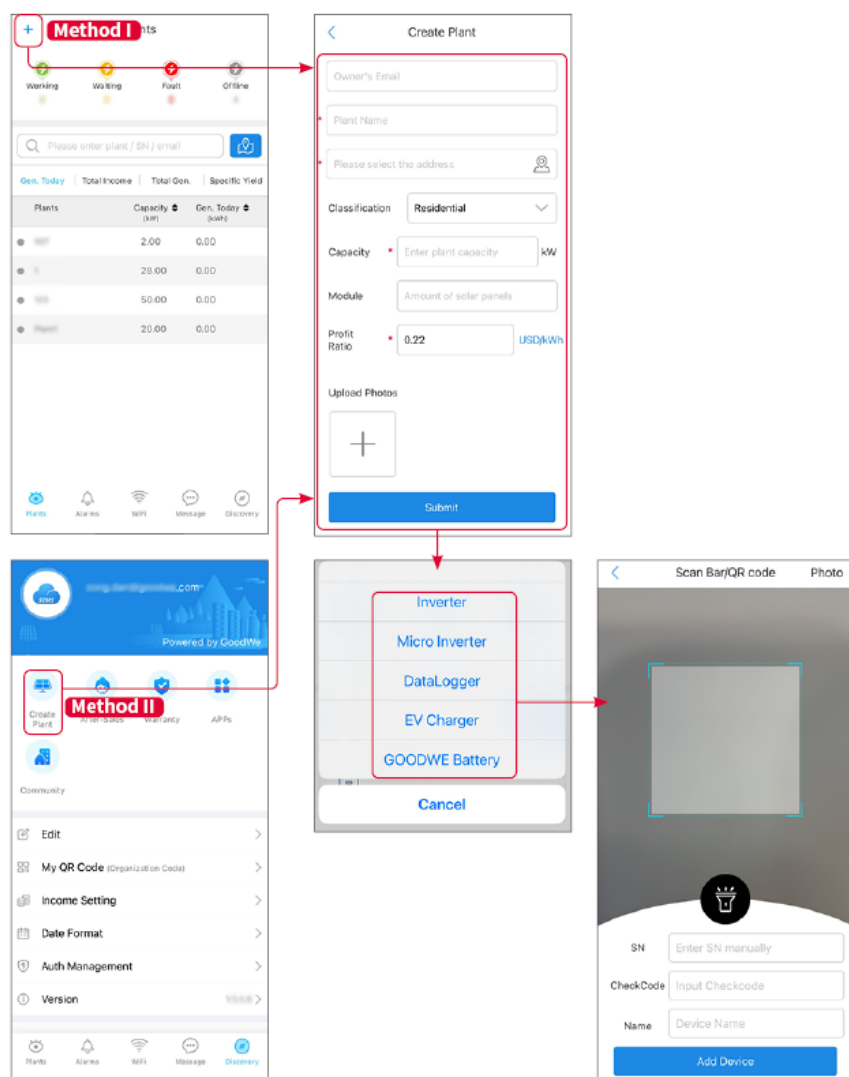 + Method I nts
Working Waiting Fault Offline
Please enter plant / SN / email
Gen. Today Total Income Total Gen. Specific Yield
Plants Capacity (kW) Gen. Today (kWh)
2.00 0.00
28.00 0.00
50.00 0.00
20.00 0.00
Plants Alarms WiFi Message Discovery
Create Plant
Owner's Email
* Plant Name
* Please select the address
Classification Residential
Capacity * Enter plant capacity kW
Module Amount of solar panels
Profit Ratio * 0.22 USD/kWh
Upload Photos
Submit
.com
Powered by GoodWe
Create Plant Method II After-Sales Warranty APPs
Community
Edit
My QR Code (Organization Code)
Income Setting
Date Format
Auth Management
Version
Plants Alarms WiFi Message Discovery
Inverter
Micro Inverter
DataLogger
EV Charger
GOODWE Battery
Cancel
Scan Bar/QR code Photo
SN Enter SN manually
CheckCode Input Checkcode
Name Device Name
Add Device